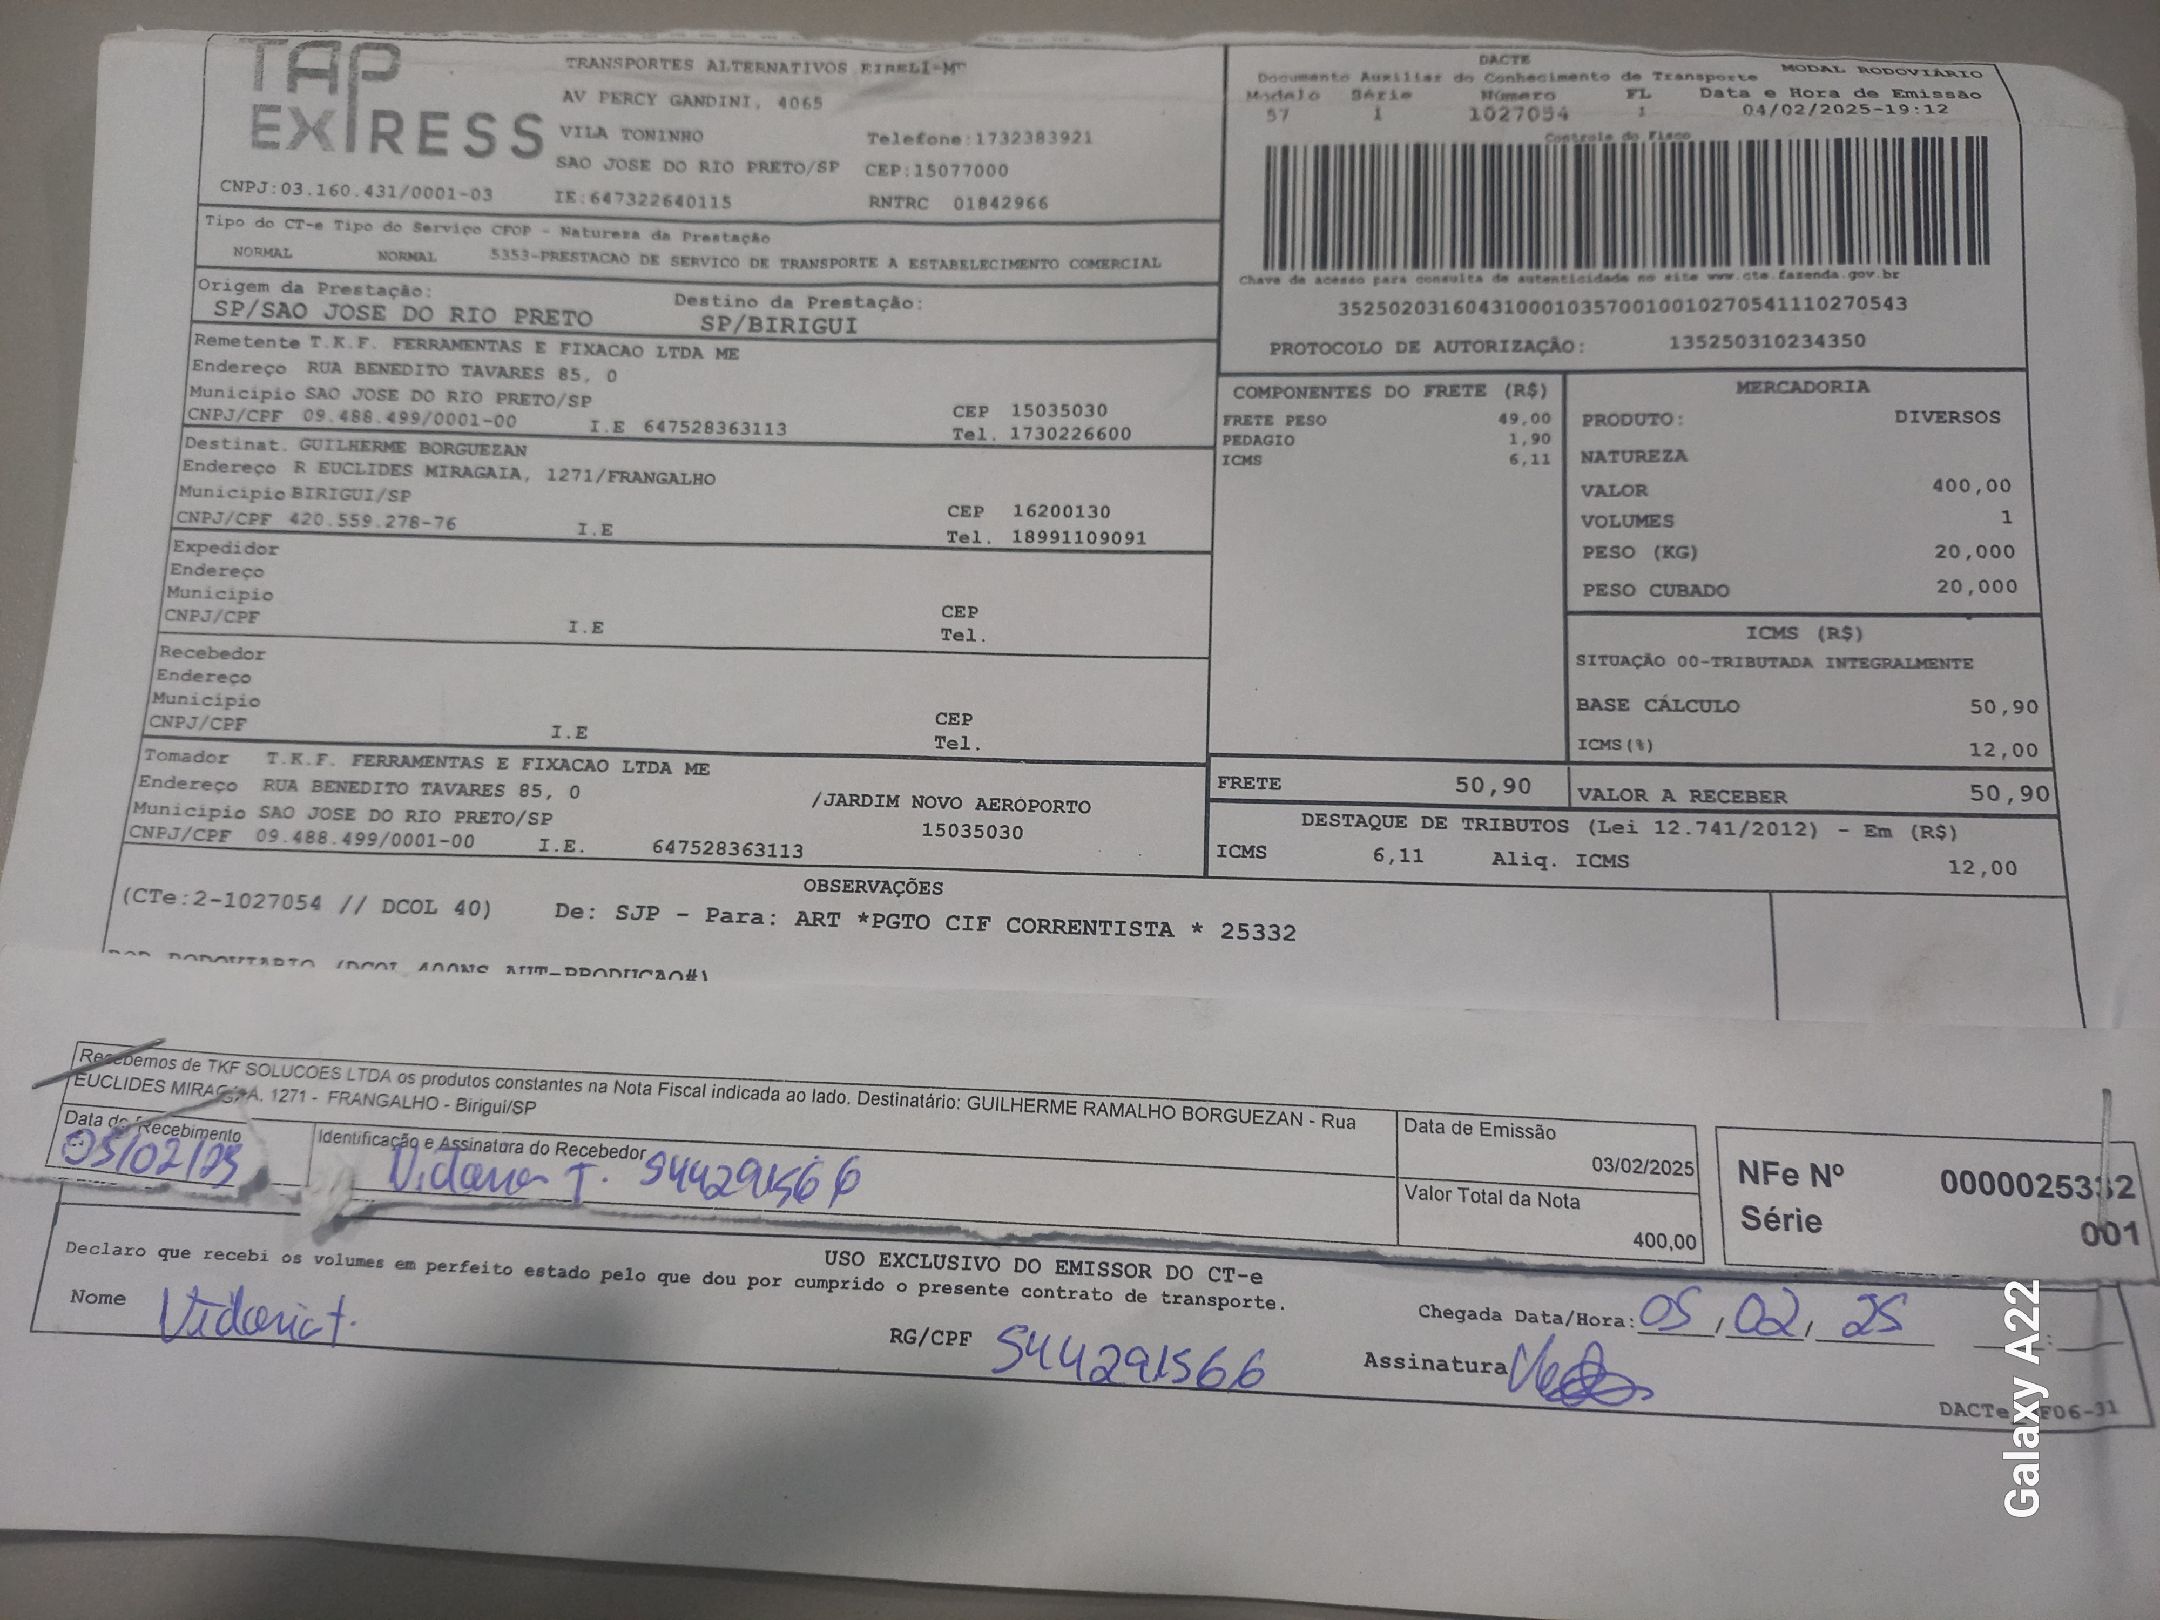 TAP
EXPRESS
TRANSPORTES ALTERNATIVOS EIRELI-ME
AV PERCY GANDINI, 4065
VILA TONINHO Telefone:1732383921
SAO JOSE DO RIO PRETO/SP CEP:15077000
CNPJ:03.160.431/0001-03 IE:647322640115 RNTRC 01842966
DACTE
Documento Auxiliar do Conhecimento de Transporte MODAL RODOVIÁRIO
Modelo Série Número FL Data e Hora de Emissão
57 1 1027054 1 04/02/2025-19:12
Controle do Fisco
Chave de acesso para consulta de autenticidade no site www.cte.fazenda.gov.br
35250203160431000103570010010270541110270543
PROTOCOLO DE AUTORIZAÇÃO: 135250310234350
Tipo do CT-e Tipo do Serviço CFOP - Natureza da Prestação
NORMAL NORMAL 5353-PRESTACAO DE SERVICO DE TRANSPORTE A ESTABELECIMENTO COMERCIAL
Origem da Prestação: Destino da Prestação:
SP/SAO JOSE DO RIO PRETO SP/BIRIGUI
Remetente T.K.F. FERRAMENTAS E FIXACAO LTDA ME
Endereço RUA BENEDITO TAVARES 85, 0
Municipio SAO JOSE DO RIO PRETO/SP CEP 15035030
CNPJ/CPF 09.488.499/0001-00 I.E 647528363113 Tel. 1730226600
Destinat. GUILHERME BORGUEZAN
Endereço R EUCLIDES MIRAGAIA, 1271/FRANGALHO
Municipio BIRIGUI/SP CEP 16200130
CNPJ/CPF 420.559.278-76 I.E Tel. 18991109091
Expedidor
Endereço
Municipio CEP
CNPJ/CPF I.E Tel.
Recebedor
Endereço
Municipio CEP
CNPJ/CPF I.E Tel.
Tomador T.K.F. FERRAMENTAS E FIXACAO LTDA ME
Endereço RUA BENEDITO TAVARES 85, 0 /JARDIM NOVO AEROPORTO
Municipio SAO JOSE DO RIO PRETO/SP 15035030
CNPJ/CPF 09.488.499/0001-00 I.E. 647528363113
COMPONENTES DO FRETE (R$)
FRETE PESO 49,00
PEDAGIO 1,90
ICMS 6,11
MERCADORIA
PRODUTO: DIVERSOS
NATUREZA
VALOR 400,00
VOLUMES 1
PESO (KG) 20,000
PESO CUBADO 20,000
ICMS (R$)
SITUAÇÃO 00-TRIBUTADA INTEGRALMENTE
BASE CÁLCULO 50,90
ICMS(%) 12,00
FRETE 50,90 VALOR A RECEBER 50,90
DESTAQUE DE TRIBUTOS (Lei 12.741/2012) - Em (R$)
ICMS 6,11 Aliq. ICMS 12,00
OBSERVAÇÕES
(CTe:2-1027054 // DCOL 40) De: SJP - Para: ART *PGTO CIF CORRENTISTA * 25332
Recebemos de TKF SOLUCOES LTDA os produtos constantes na Nota Fiscal indicada ao lado. Destinatário: GUILHERME RAMALHO BORGUEZAN - Rua
EUCLIDES MIRAGAIA, 1271 - FRANGALHO - Birigui/SP
Data do Recebimento Identificação e Assinatura do Recebedor
05/02/25 544291566
Data de Emissão
03/02/2025
Valor Total da Nota
400,00
NFe Nº 0000025332
Série 001
USO EXCLUSIVO DO EMISSOR DO CT-e
Declaro que recebi os volumes em perfeito estado pelo que dou por cumprido o presente contrato de transporte.
Nome RG/CPF 544291566
Chegada Data/Hora: 05, 02, 25 :
Assinatura
Galaxy A22